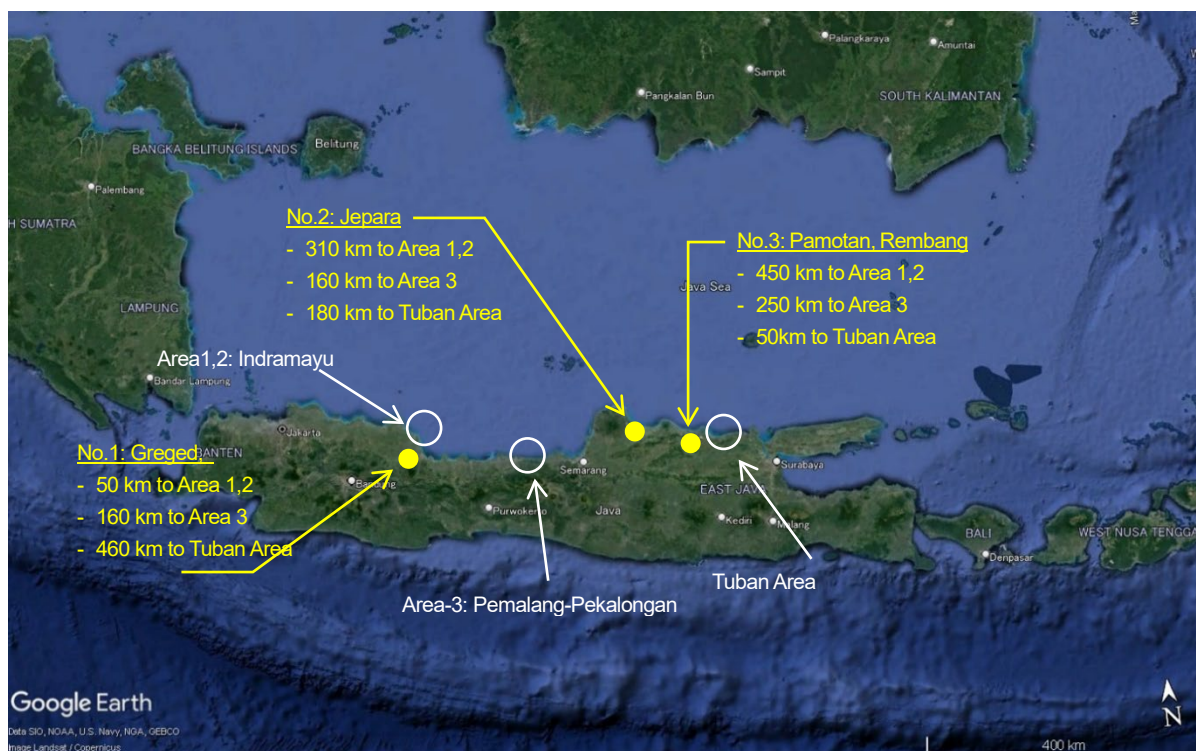 Palangkaraya
Amuntai
Sampit
Pangkalan Bun
SOUTH KALIMANTAN
BANGKA BELITUNG ISLANDS
Belitung
Palembang
H SUMATRA
No.2: Jepara
- 310 km to Area 1,2
- 160 km to Area 3
- 180 km to Tuban Area
No.3: Pamotan, Rembang
- 450 km to Area 1,2
- 250 km to Area 3
- 50km to Tuban Area
Java Sea
LAMPUNG
Area1,2: Indramayu
Bandar Lampung
Jakarta
BANTEN
No.1: Greged,
- 50 km to Area 1,2
- 160 km to Area 3
- 460 km to Tuban Area
Bandung
Semarang
Surabaya
EAST JAVA
Purwokerto
Java
Kediri
Malang
BALI
WEST NUSA TENGGA
Denpasar
Tuban Area
Area-3: Pemalang-Pekalongan
Google Earth
Data SIO, NOAA, U.S. Navy, NGA, GEBCO
Image Landsat / Copernicus
N
400 km